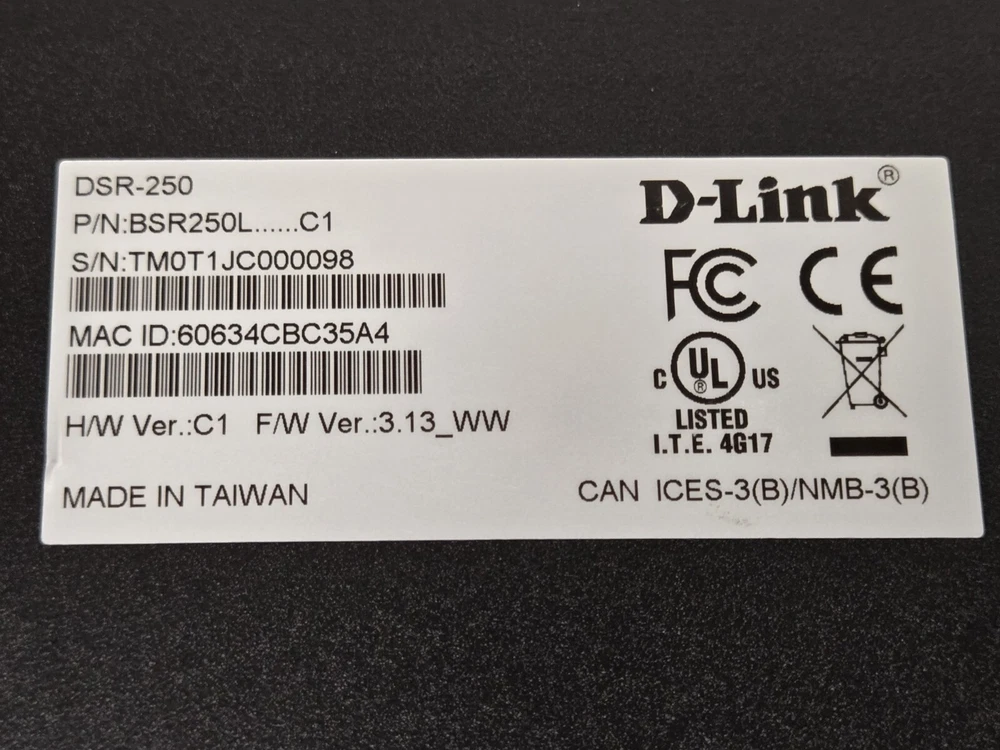 DSR-250
P/N:BSR250L......C1
S/N:TM0T1JC000098
MAC ID:60634CBC35A4
H/W Ver.:C1 F/W Ver.:3.13_WW
MADE IN TAIWAN
D-Link®
FC CE
C UL® US
LISTED
I.T.E. 4G17
CAN ICES-3(B)/NMB-3(B)